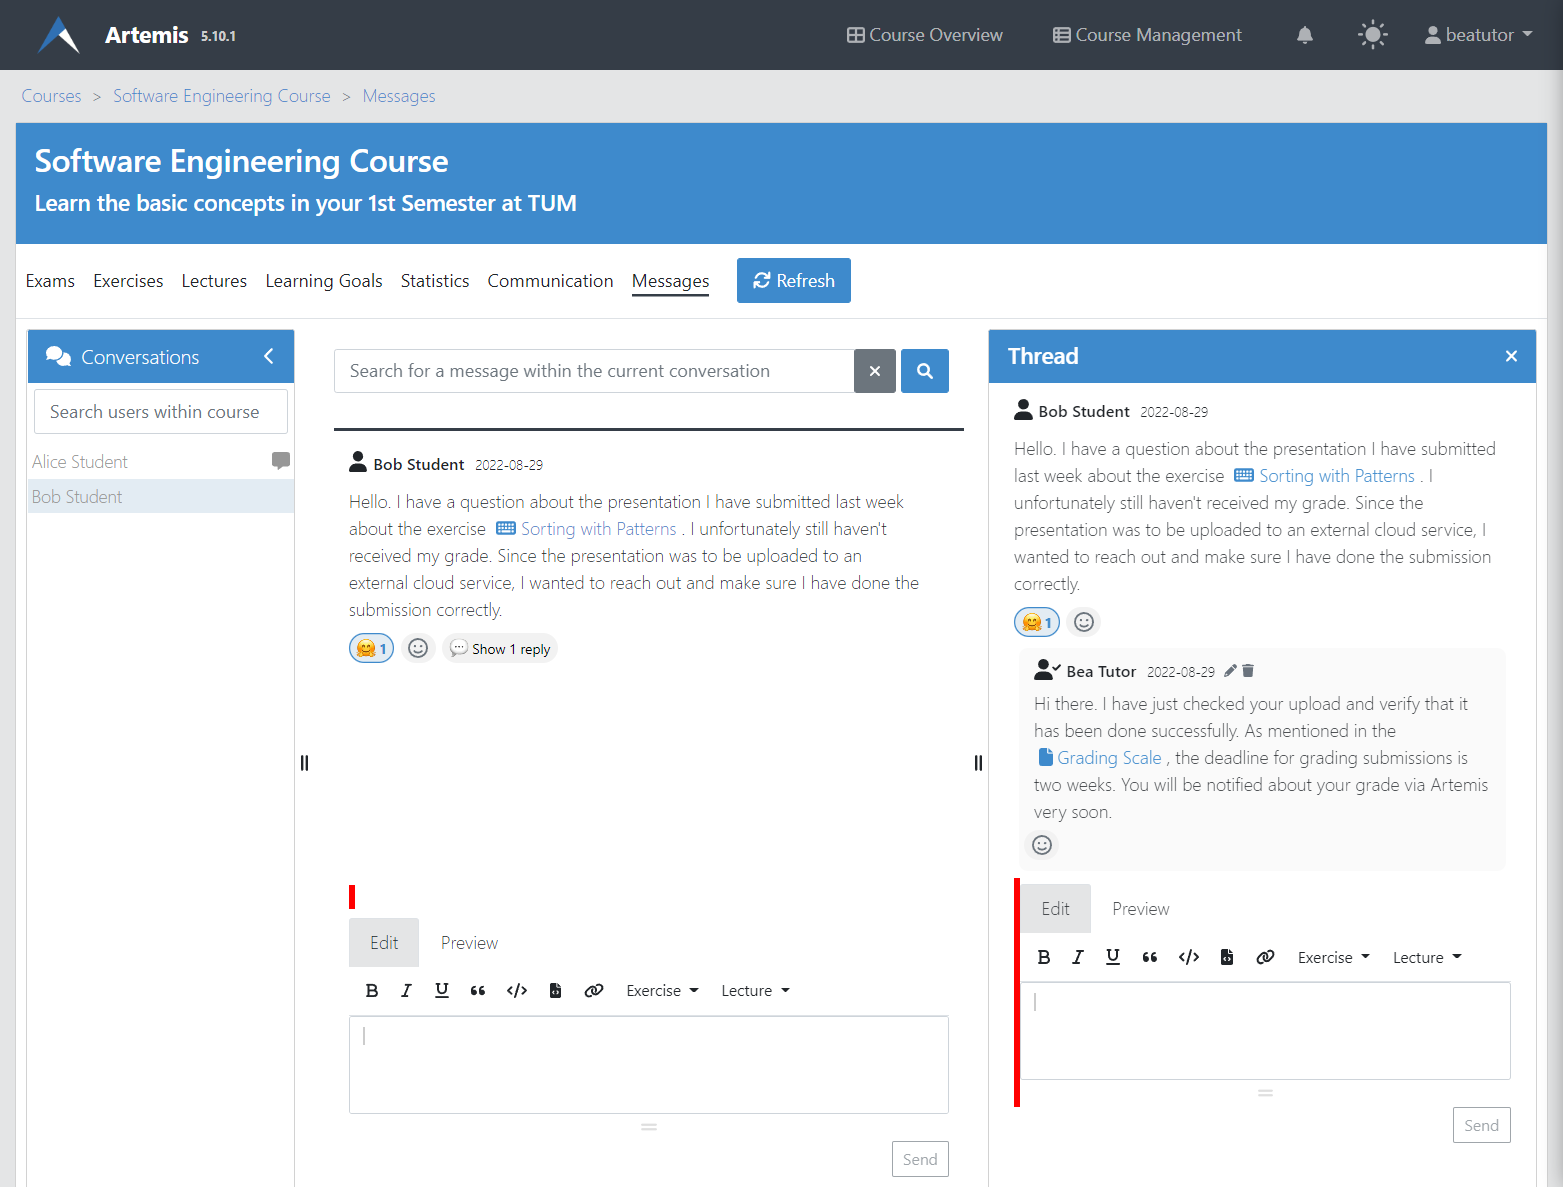 Artemis 5.10.1
Course Overview
Course Management
beatutor
Courses > Software Engineering Course > Messages
Software Engineering Course
Learn the basic concepts in your 1st Semester at TUM
Exams Exercises Lectures Learning Goals Statistics Communication Messages Refresh
Conversations
Search users within course
Alice Student
Bob Student
Search for a message within the current conversation
Bob Student 2022-08-29
Hello. I have a question about the presentation I have submitted last week
about the exercise Sorting with Patterns . I unfortunately still haven't
received my grade. Since the presentation was to be uploaded to an
external cloud service, I wanted to reach out and make sure I have done the
submission correctly.
1
Show 1 reply
Edit Preview
B I U Exercise Lecture
Send
Thread
Bob Student 2022-08-29
Hello. I have a question about the presentation I have submitted
last week about the exercise Sorting with Patterns . I
unfortunately still haven't received my grade. Since the
presentation was to be uploaded to an external cloud service, I
wanted to reach out and make sure I have done the submission
correctly.
1
Bea Tutor 2022-08-29
Hi there. I have just checked your upload and verify that it
has been done successfully. As mentioned in the
Grading Scale , the deadline for grading submissions is
two weeks. You will be notified about your grade via Artemis
very soon.
Edit Preview
B I U Exercise Lecture
Send